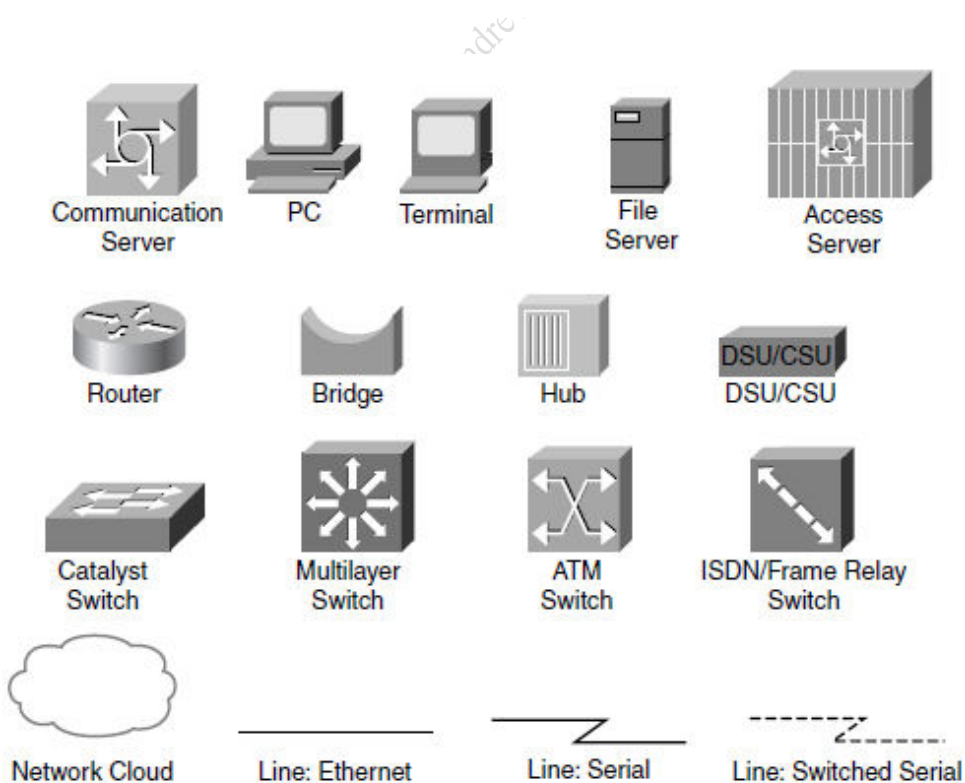 Communication
Server
PC
Terminal
File
Server
Access
Server
Router
Bridge
Hub
DSU/CSU
DSU/CSU
Catalyst
Switch
Multilayer
Switch
ATM
Switch
ISDN/Frame Relay
Switch
Network Cloud
Line: Ethernet
Line: Serial
Line: Switched Serial